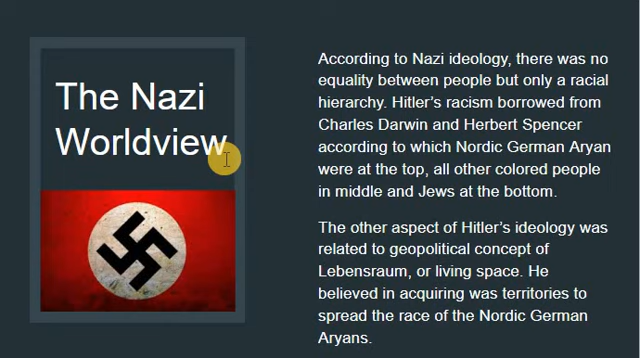 The Nazi
Worldview
According to Nazi ideology, there was no
equality between people but only a racial
hierarchy. Hitler's racism borrowed from
Charles Darwin and Herbert Spencer
according to which Nordic German Aryan
were at the top, all other colored people
in middle and Jews at the bottom.
The other aspect of Hitler's ideology was
related to geopolitical concept of
Lebensraum, or living space. He
believed in acquiring was territories to
spread the race of the Nordic German
Aryans.